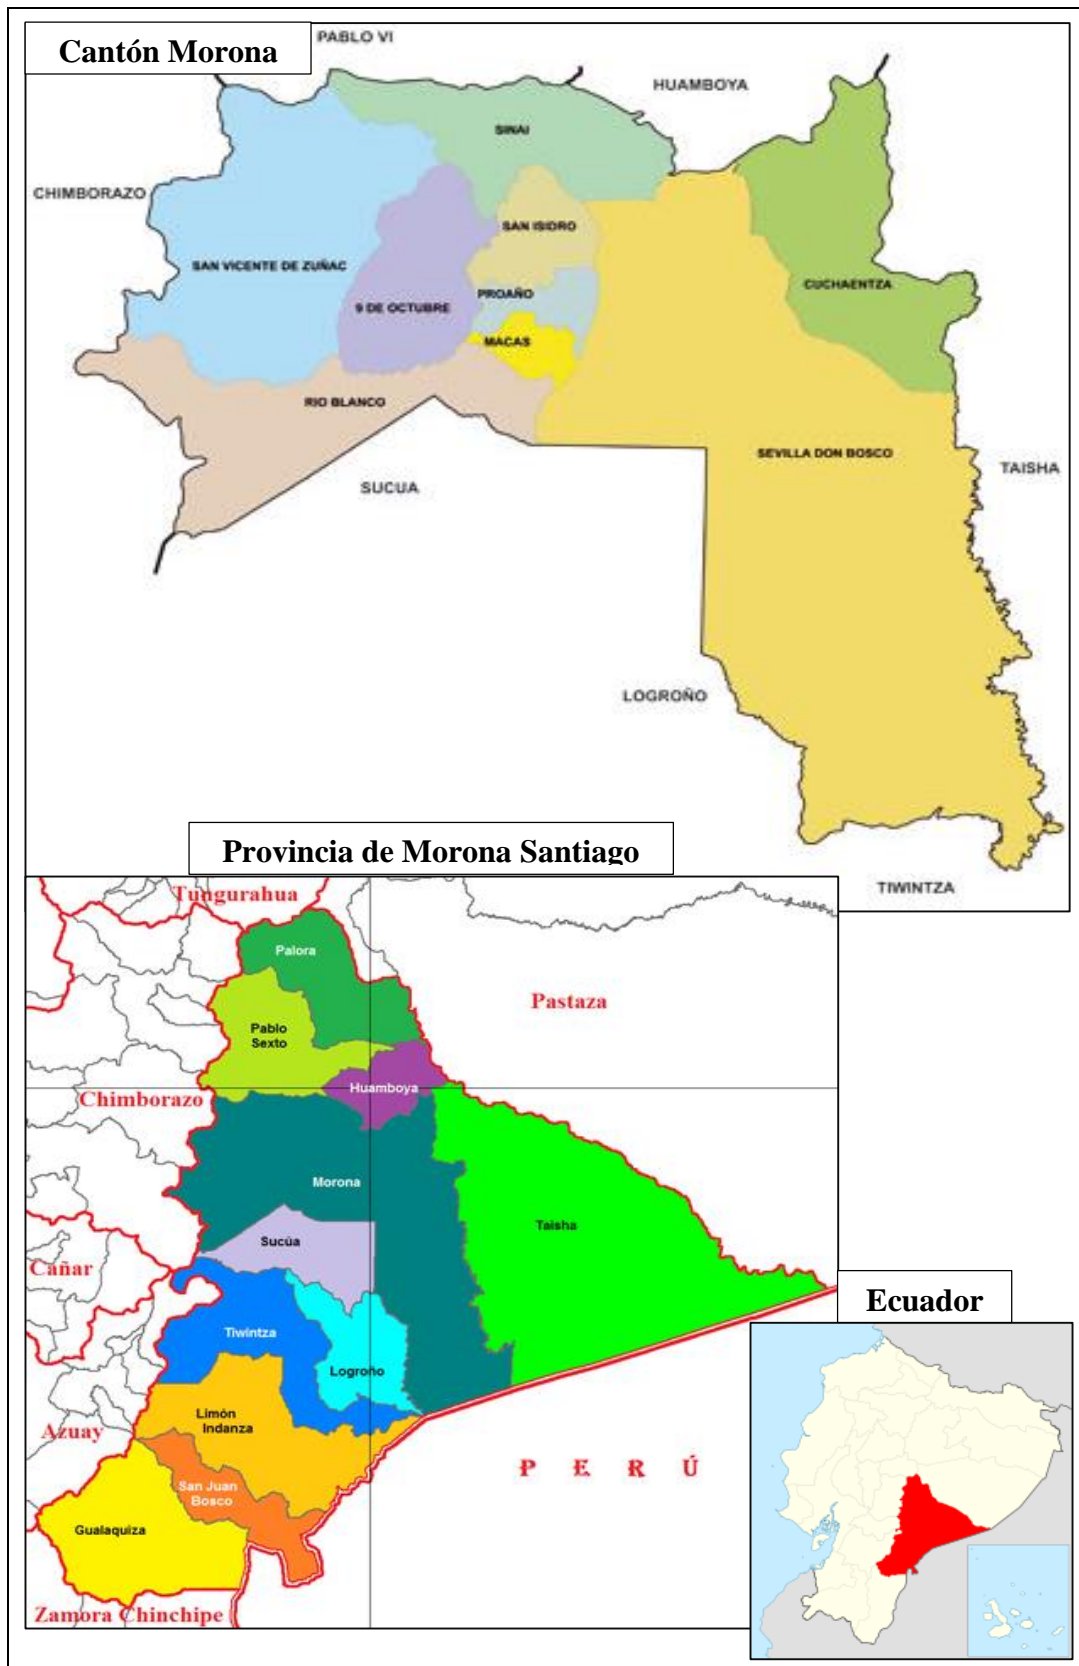 Cantón Morona
PABLO VI
HUAMBOYA
SINAI
CHIMBORAZO
SAN ISIDRO
SAN VICENTE DE ZUÑAC
CUCHAENTZA
PROAÑO
9 DE OCTUBRE
MACAS
RIO BLANCO
SEVILLA DON BOSCO
TAISHA
SUCUA
LOGROÑO
TIWINTZA
Provincia de Morona Santiago
Tungurahua
Palora
Pastaza
Pablo
Sexto
Huamboya
Chimborazo
Morona
Taisha
Sucúa
Cañar
Tiwintza
Logroño
Limón
Indanza
Azuay
PERÚ
San Juan
Bosco
Gualaquiza
Zamora Chinchipe
Ecuador